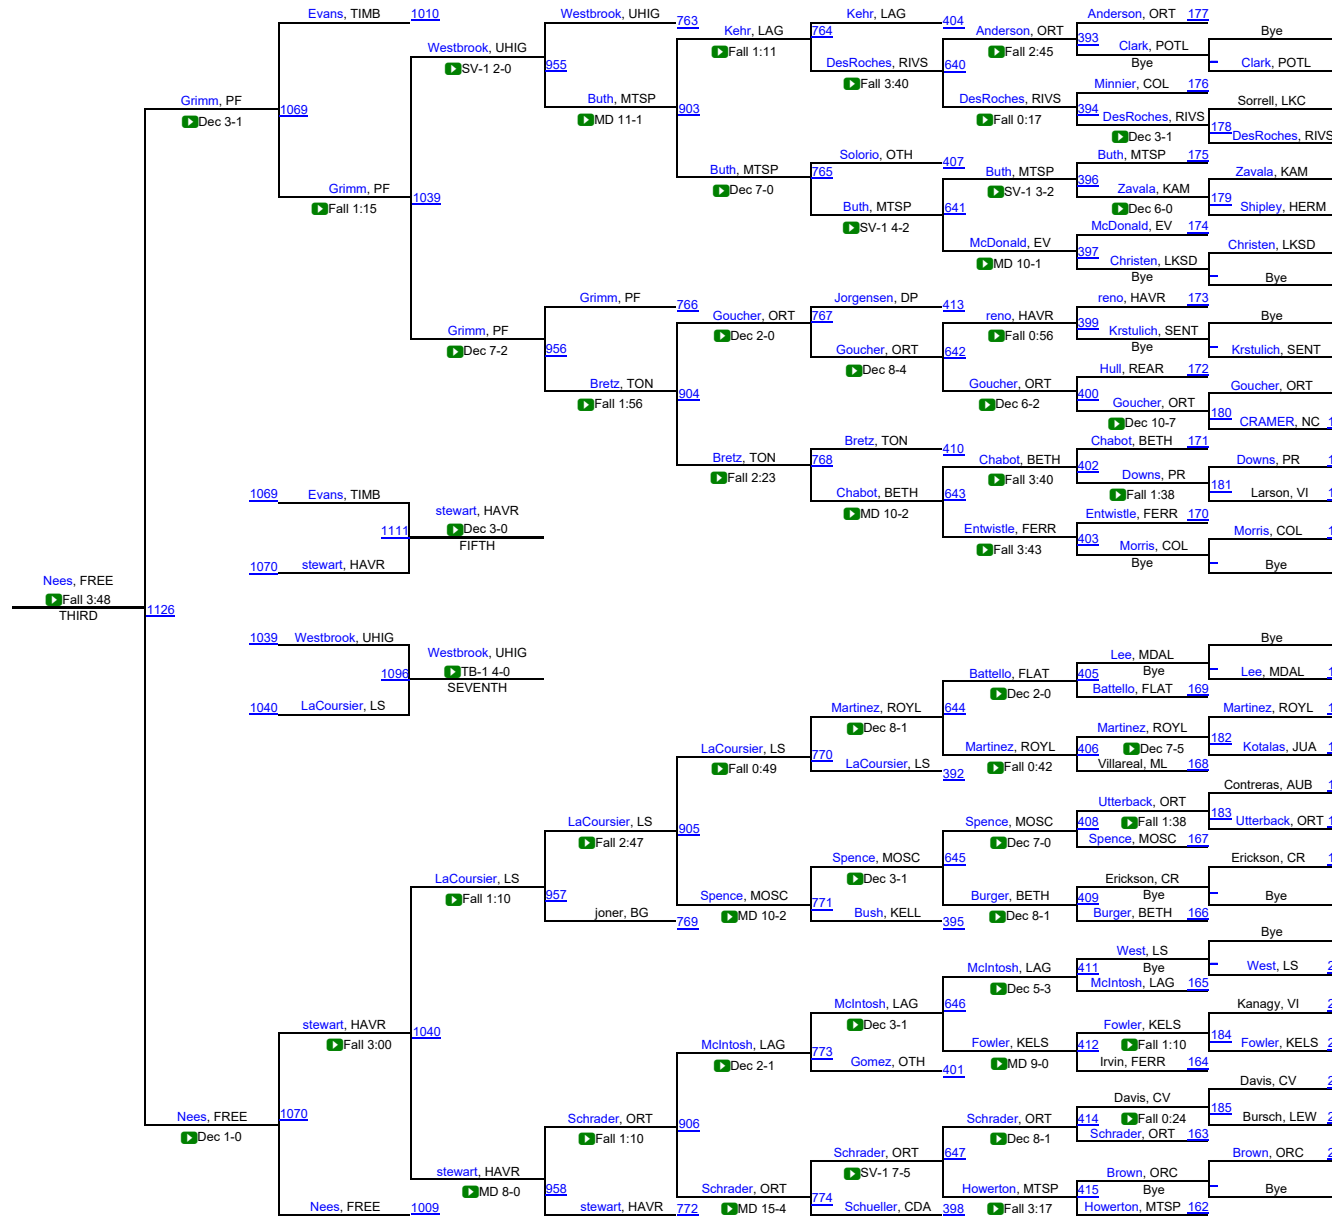 Evans, TIMB 1010
Westbrook, UHIG 763
Kehr, LAG 404
Anderson, ORT 177
Kehr, LAG 764
Anderson, ORT 393
Bye
Westbrook, UHIG
Fall 1:11
Fall 2:45
Clark, POTL
SV-1 2-0 955
DesRoches, RIVS 640
Bye
Clark, POTL
Fall 3:40
Minnier, COL 176
Grimm, PF
Buth, MTSP 903
DesRoches, RIVS 394
Sorrell, LKC
Dec 3-1 1069
MD 11-1
Fall 0:17
DesRoches, RIVS 178
Dec 3-1
DesRoches, RIVS
Solorio, OTH 407
Buth, MTSP 175
Buth, MTSP 765
Buth, MTSP 396
Zavala, KAM
Grimm, PF 1039
Dec 7-0
SV-1 3-2
Zavala, KAM 179
Fall 1:15
Buth, MTSP 641
Dec 6-0
Shipley, HERM
SV-1 4-2
McDonald, EV 174
McDonald, EV 397
Christen, LKSD
MD 10-1
Christen, LKSD
Bye
Bye
Grimm, PF 766
Jorgensen, DP 413
reno, HAVR 173
Goucher, ORT 767
reno, HAVR 399
Bye
Grimm, PF
Dec 2-0
Fall 0:56
Krstulich, SENT
Dec 7-2 956
Goucher, ORT 642
Bye
Krstulich, SENT
Dec 8-4
Hull, REAR 172
Bretz, TON 904
Goucher, ORT 400
Goucher, ORT
Fall 1:56
Dec 6-2
Goucher, ORT 180
Dec 10-7
CRAMER, NC 1
Bretz, TON 410
Chabot, BETH 171
Bretz, TON 768
Chabot, BETH 402
Downs, PR 1
Fall 2:23
Fall 3:40
Downs, PR 181
1069 Evans, TIMB
Chabot, BETH 643
Fall 1:38
Larson, VI 1
stewart, HAVR
MD 10-2
Entwistle, FERR 170
1111 Dec 3-0
Entwistle, FERR 403
Morris, COL 1
FIFTH
Fall 3:43
Morris, COL
1070 stewart, HAVR
Bye
Bye
Nees, FREE
Fall 3:48 1126
THIRD
1039 Westbrook, UHIG
Bye
Westbrook, UHIG
Lee, MDAL
1096 TB-1 4-0
Battello, FLAT 405
Bye
Lee, MDAL 1
SEVENTH
Dec 2-0
Battello, FLAT 169
1040 LaCoursier, LS
Martinez, ROYL 644
Martinez, ROYL 1
Dec 8-1
Martinez, ROYL 182
LaCoursier, LS 770
Martinez, ROYL 406
Dec 7-5
Kotalas, JUA 1
Fall 0:49
LaCoursier, LS 392
Fall 0:42
Villareal, ML 168
Contreras, AUB 1
Utterback, ORT 183
LaCoursier, LS 905
Spence, MOSC 408
Fall 1:38
Utterback, ORT 1
Fall 2:47
Dec 7-0
Spence, MOSC 167
Spence, MOSC 645
Erickson, CR 1
LaCoursier, LS
Dec 3-1
Erickson, CR
Fall 1:10 957
Spence, MOSC 771
Burger, BETH 409
Bye
Bye
joner, BG 769
MD 10-2
Bush, KELL 395
Dec 8-1
Burger, BETH 166
Bye
West, LS
McIntosh, LAG 411
Bye
West, LS 2
Dec 5-3
McIntosh, LAG 165
McIntosh, LAG 646
Kanagy, VI 2
stewart, HAVR 1040
Dec 3-1
Fowler, KELS 184
Fall 3:00
McIntosh, LAG 773
Fowler, KELS 412
Fall 1:10
Fowler, KELS 2
Dec 2-1
Gomez, OTH 401
MD 9-0
Irvin, FERR 164
Davis, CV 2
Davis, CV 185
Nees, FREE 1070
Schrader, ORT 906
Schrader, ORT 414
Fall 0:24
Bursch, LEW 2
Dec 1-0
Fall 1:10
Dec 8-1
Schrader, ORT 163
Schrader, ORT 647
Brown, ORC 2
stewart, HAVR
SV-1 7-5
Brown, ORC
MD 8-0 958
Schrader, ORT 774
Howerton, MTSP 415
Bye
Bye
Nees, FREE 1009
stewart, HAVR 772
MD 15-4
Schueller, CDA 398
Fall 3:17
Howerton, MTSP 162